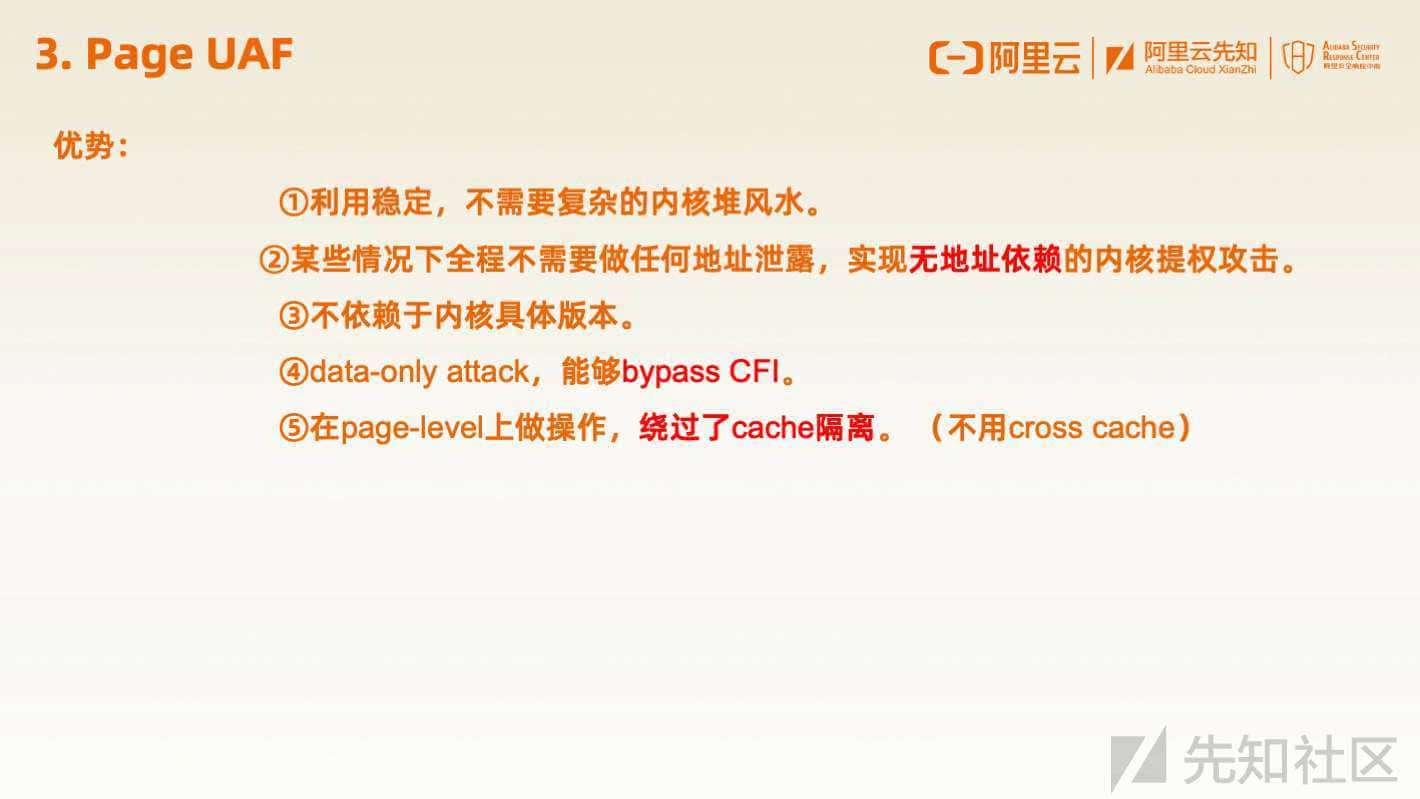 3. Page UAF
阿里云
阿里云先知
Alibaba Cloud XianZhi
ALIBABA SECURITY
RESPONSE CENTER
阿里安全响应中心
优势：
①利用稳定，不需要复杂的内核堆风水。
②某些情况下全程不需要做任何地址泄露，实现无地址依赖的内核提权攻击。
③不依赖于内核具体版本。
④data-only attack，能够bypass CFI。
⑤在page-level上做操作，绕过了cache隔离。（不用cross cache）
先知社区